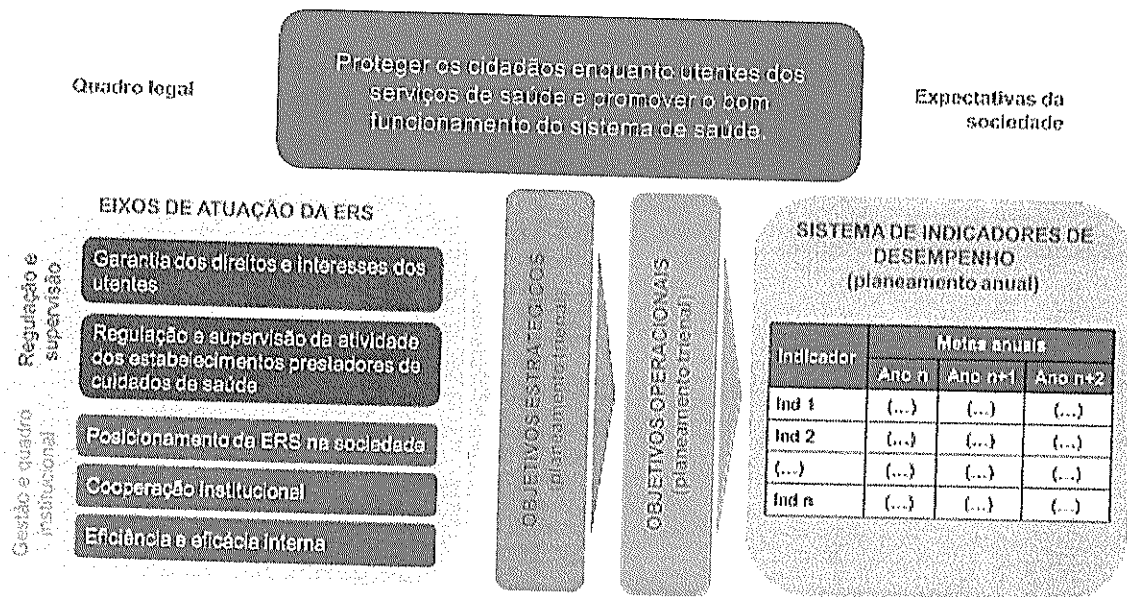 Quadro legal
Proteger os cidadãos enquanto utentes dos
serviços de saúde e promover o bom
funcionamento do sistema de saúde
Expectativas da
sociedade
EIXOS DE ATUAÇÃO DA ERS
Regulação e
supervisão
Garantia dos direitos e interesses dos
utentes
Regulação e supervisão da atividade
dos estabelecimentos prestadores de
cuidados de saúde
Gestão e quadro
institucional
Posicionamento da ERS na sociedade
Cooperação institucional
Eficiência e eficácia interna
OBJETIVOS ESTRATÉGICOS
(planeamento trienal)
OBJETIVOS OPERACIONAIS
(planeamento trienal)
SISTEMA DE INDICADORES DE
DESEMPENHO
(planeamento anual)
Indicador Metas anuais
Ano n Ano n+1 Ano n+2
Ind 1 (...) (...) (...)
Ind 2 (...) (...) (...)
(...) (...) (...) (...)
Ind n (...) (...) (...)